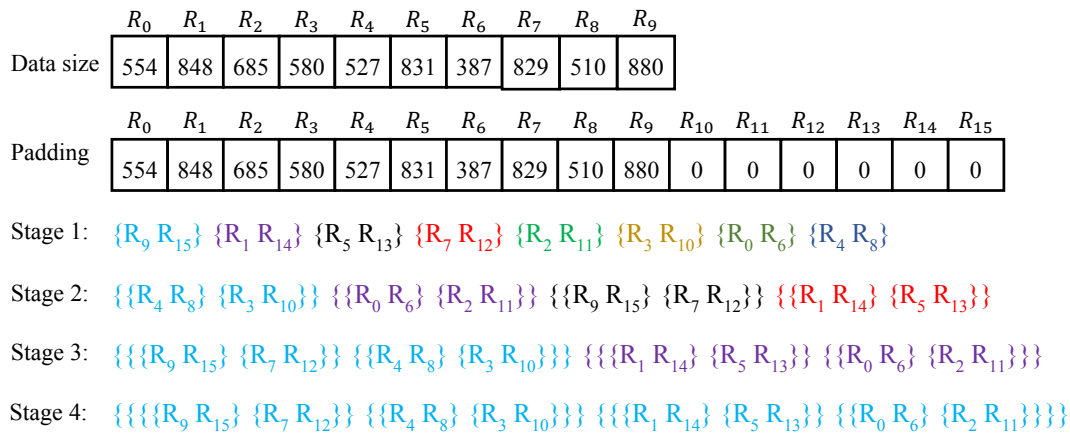 R₀ R₁ R₂ R₃ R₄ R₅ R₆ R₇ R₈ R₉
Data size 554 848 685 580 527 831 387 829 510 880
R₀ R₁ R₂ R₃ R₄ R₅ R₆ R₇ R₈ R₉ R₁₀ R₁₁ R₁₂ R₁₃ R₁₄ R₁₅
Padding 554 848 685 580 527 831 387 829 510 880 0 0 0 0 0 0
Stage 1: {R₉ R₁₅} {R₁ R₁₄} {R₅ R₁₃} {R₇ R₁₂} {R₂ R₁₁} {R₃ R₁₀} {R₀ R₆} {R₄ R₈}
Stage 2: {{R₄ R₈} {R₃ R₁₀}} {{R₀ R₆} {R₂ R₁₁}} {{R₉ R₁₅} {R₇ R₁₂}} {{R₁ R₁₄} {R₅ R₁₃}}
Stage 3: {{{R₉ R₁₅} {R₇ R₁₂}} {{R₄ R₈} {R₃ R₁₀}}} {{{R₁ R₁₄} {R₅ R₁₃}} {{R₀ R₆} {R₂ R₁₁}}}
Stage 4: {{{{R₉ R₁₅} {R₇ R₁₂}} {{R₄ R₈} {R₃ R₁₀}}} {{{R₁ R₁₄} {R₅ R₁₃}} {{R₀ R₆} {R₂ R₁₁}}}}